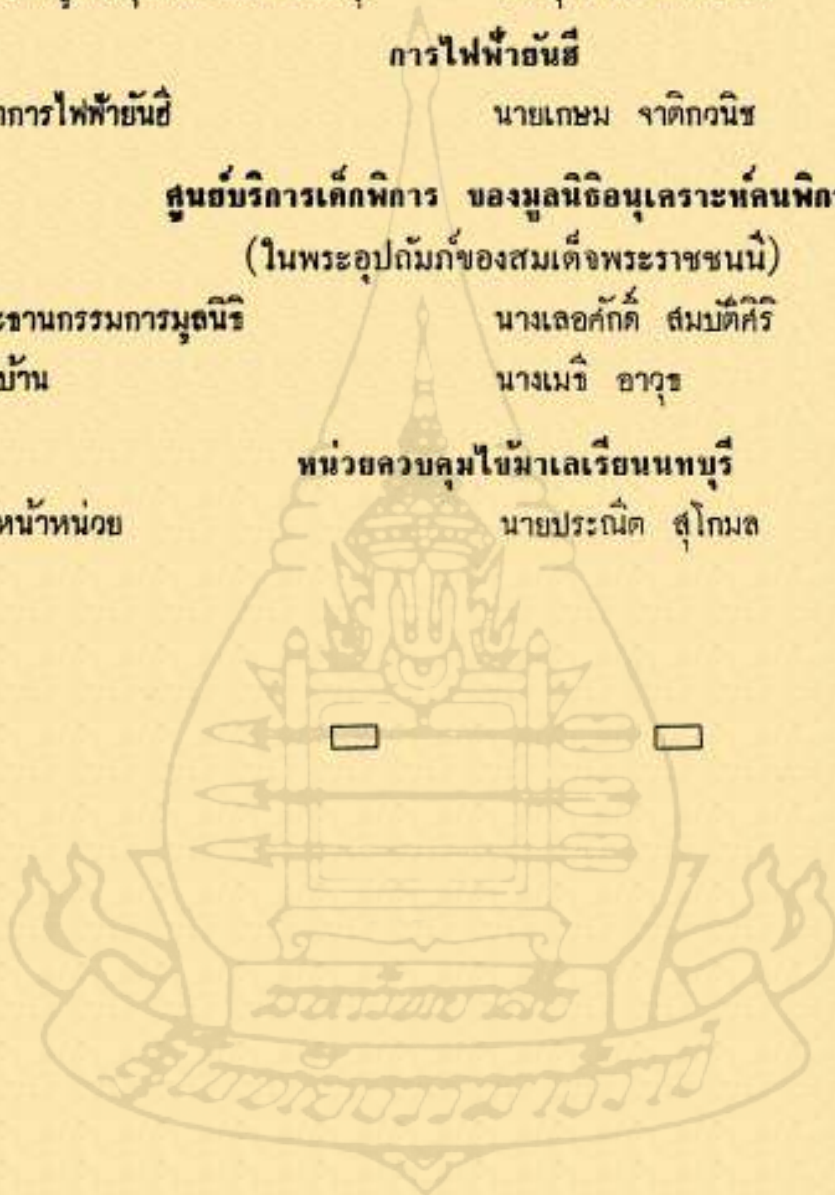 การไฟฟ้ายันฮี
าการไฟฟ้ายันฮี นายเกษม จาติกวนิช
ศูนย์บริการเด็กพิการ ของมูลนิธิอนุเคราะห์คนพิกา
(ในพระอุปถัมภ์ของสมเด็จพระราชชนนี)
ะธานกรรมการมูลนิธิ นางเลอศักดิ์ สมบัติศิริ
บ้าน นางเมธี อาวุธ
หน่วยควบคุมไข้มาเลเรียนนทบุรี
หน้าหน่วย นายประณีต สุโกมล